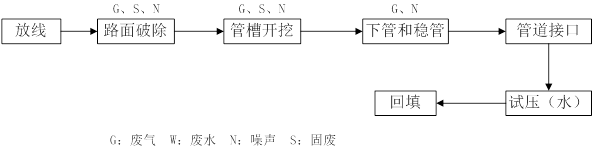 G、S、N G、S、N G、N
放线 路面破除 管槽开挖 下管和稳管 管道接口
回填 试压（水）
G：废气 W：废水 N：噪声 S：固废